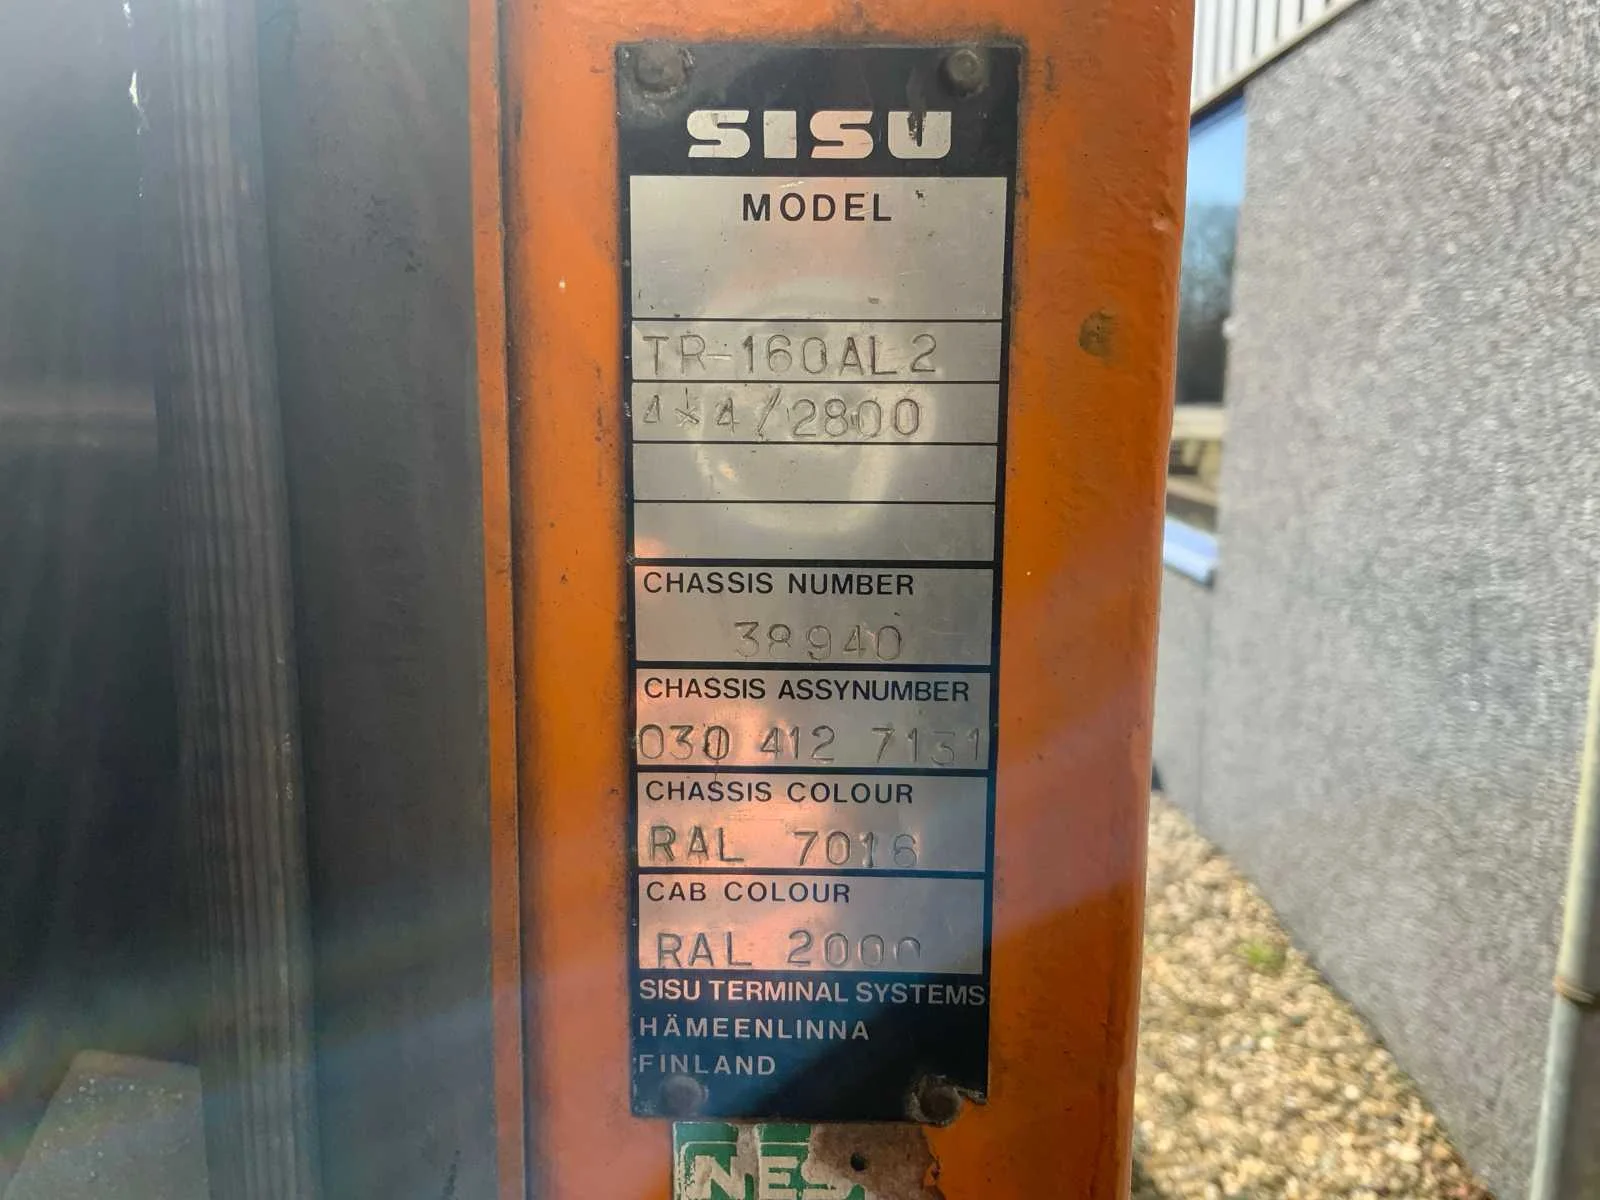 SISU
MODEL
TR-160AL2
4x4/2800
CHASSIS NUMBER
38940
CHASSIS ASSYNUMBER
030 412 7131
CHASSIS COLOUR
RAL 7016
CAB COLOUR
RAL 2000
SISU TERMINAL SYSTEMS
HÄMEENLINNA
FINLAND